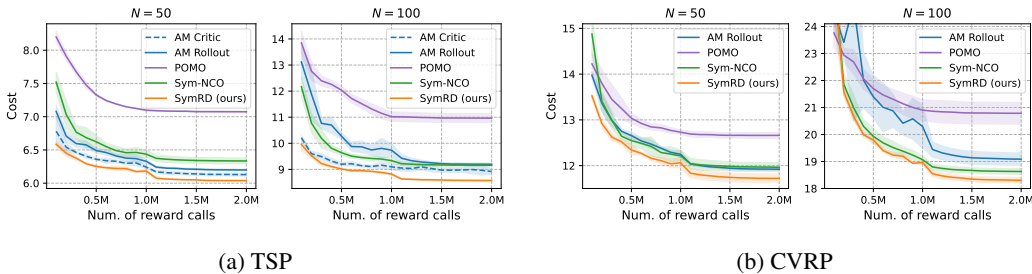 N = 50
Cost
8.0
7.5
7.0
6.5
6.0
0.5M 1.0M 1.5M 2.0M
Num. of reward calls
AM Critic
AM Rollout
POMO
Sym-NCO
SymRD (ours)
N = 100
14
13
12
11
10
9
0.5M 1.0M 1.5M 2.0M
Num. of reward calls
AM Critic
AM Rollout
POMO
Sym-NCO
SymRD (ours)
(a) TSP
N = 50
Cost
15
14
13
12
0.5M 1.0M 1.5M 2.0M
Num. of reward calls
AM Rollout
POMO
Sym-NCO
SymRD (ours)
N = 100
24
23
22
21
20
19
18
0.5M 1.0M 1.5M 2.0M
Num. of reward calls
AM Rollout
POMO
Sym-NCO
SymRD (ours)
(b) CVRP